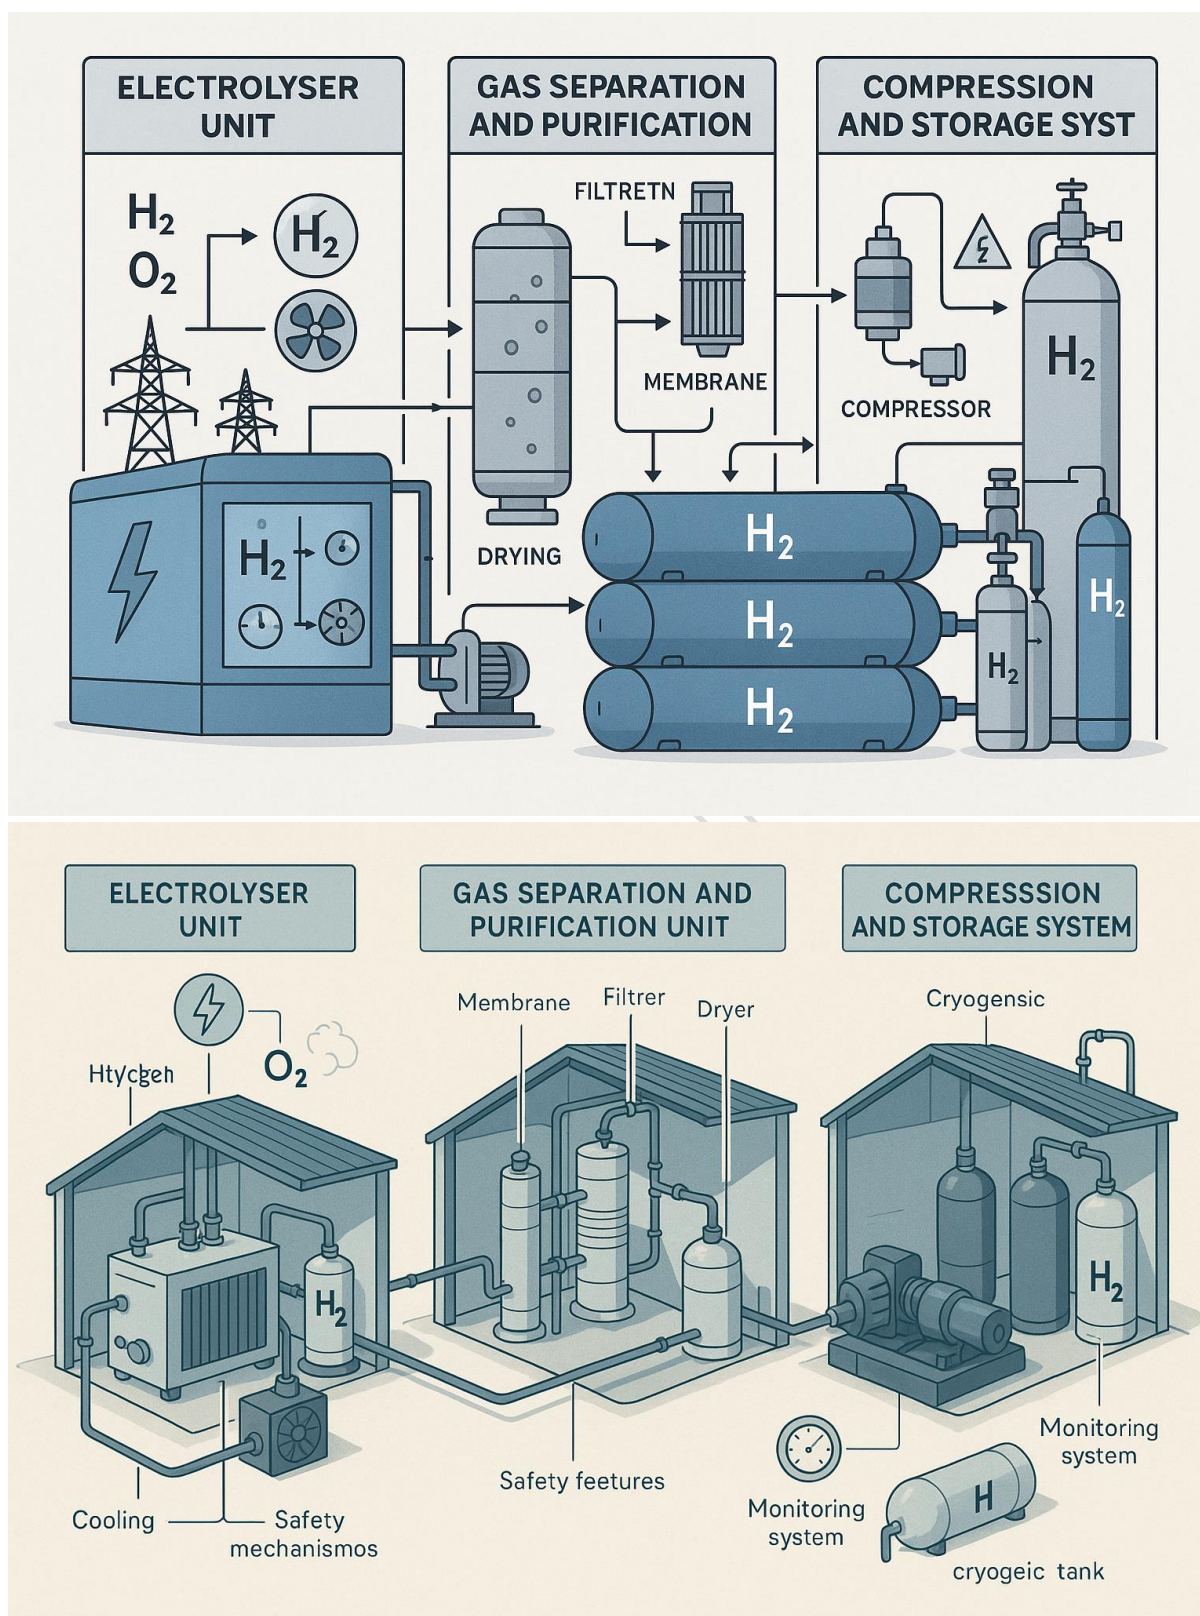 ELECTROLYSER
UNIT
GAS SEPARATION
AND PURIFICATION
COMPRESSION
AND STORAGE SYST
H₂
O₂
H₂
FILTRETN
MEMBRANE
COMPRESSOR
H₂
DRYING
H₂
H₂
H₂
H₂
H₂
H₂
ELECTROLYSER
UNIT
GAS SEPARATION AND
PURIFICATION UNIT
COMPRESSSION
AND STORAGE SYSTEM
O₂
Membrane
Filtrer
Dryer
Cryogensic
H₂
H₂
Cooling
Safety
mechanismos
Safety feetures
Monitoring
system
Monitoring
system
H
cryogeic tank